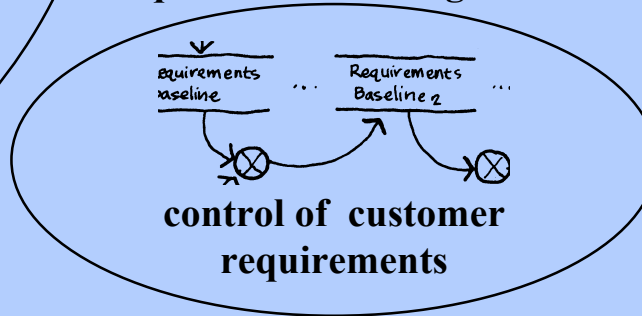 equirements
aseline
...
Requirements
Baseline 2
...
control of customer
requirements